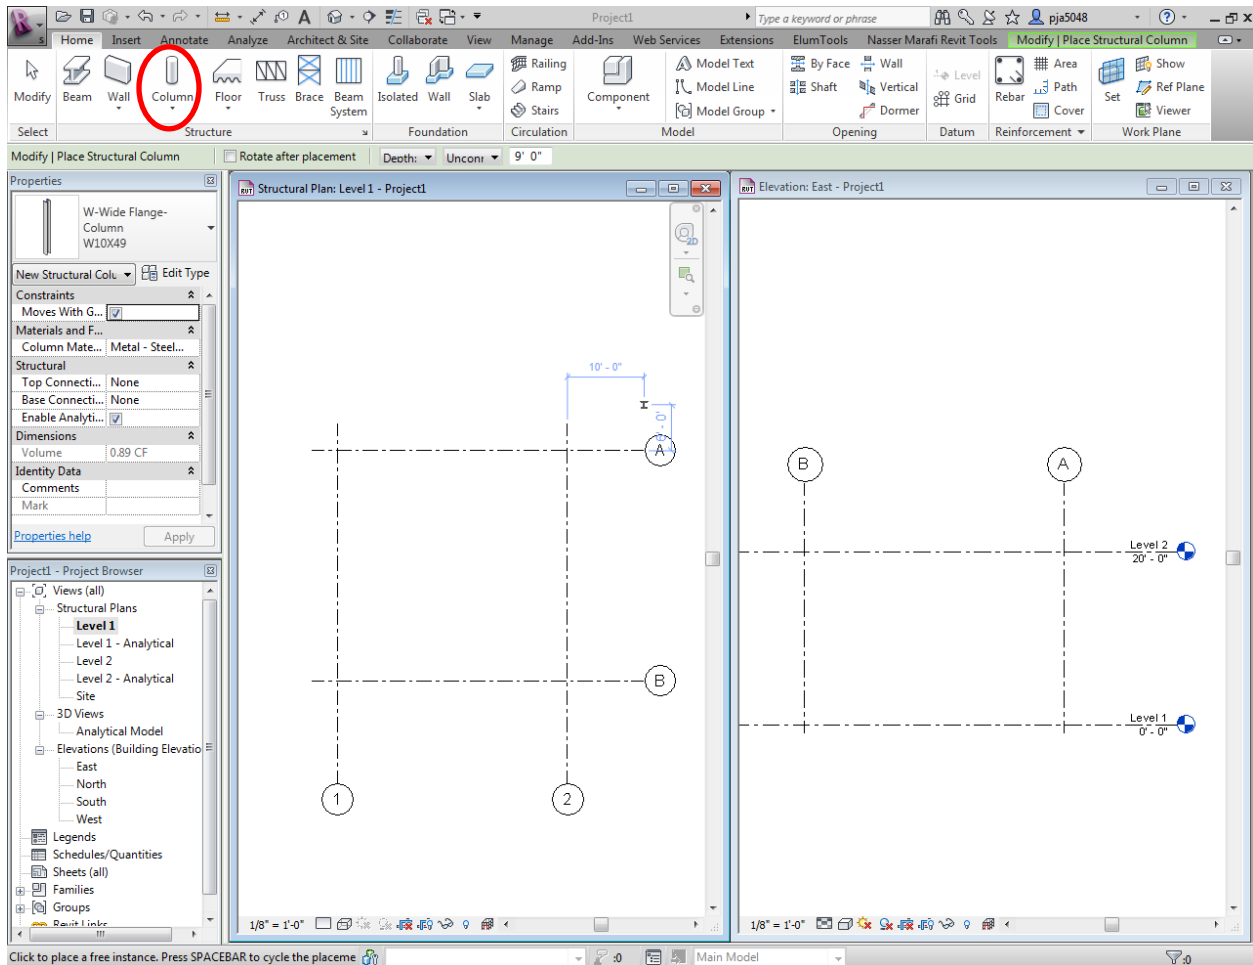 Project1
Type a keyword or phrase
pja5048
Home Insert Annotate Analyze Architect & Site Collaborate View Manage Add-Ins Web Services Extensions ElumTools Nasser Marafi Revit Tools Modify | Place Structural Column
Modify Beam Wall Column Floor Truss Brace Beam System Isolated Wall Slab
Railing
Ramp
Stairs
Component
Model Text
Model Line
Model Group
By Face
Shaft
Wall
Vertical
Dormer
Level
Grid
Rebar
Area
Path
Cover
Set
Show
Ref Plane
Viewer
Select Structure Foundation Circulation Model Opening Datum Reinforcement Work Plane
Modify | Place Structural Column
Rotate after placement
Depth:
Unconr
9' 0"
Properties
W-Wide Flange-
Column
W10X49
New Structural Colu
Edit Type
Constraints
Moves With G...
Materials and F...
Column Mate... Metal - Steel...
Structural
Top Connecti... None
Base Connecti... None
Enable Analyti...
Dimensions
Volume 0.89 CF
Identity Data
Comments
Mark
Properties help
Apply
Project1 - Project Browser
Views (all)
Structural Plans
Level 1
Level 1 - Analytical
Level 2
Level 2 - Analytical
Site
3D Views
Analytical Model
Elevations (Building Elevatio
East
North
South
West
Legends
Schedules/Quantities
Sheets (all)
Families
Groups
Revit Links
Structural Plan: Level 1 - Project1
2D
10' - 0"
A
B
1
2
1/8" = 1'-0"
Elevation: East - Project1
B
A
Level 2
20' - 0"
Level 1
0' - 0"
1/8" = 1'-0"
Click to place a free instance. Press SPACEBAR to cycle the placeme
:0
Main Model
:0